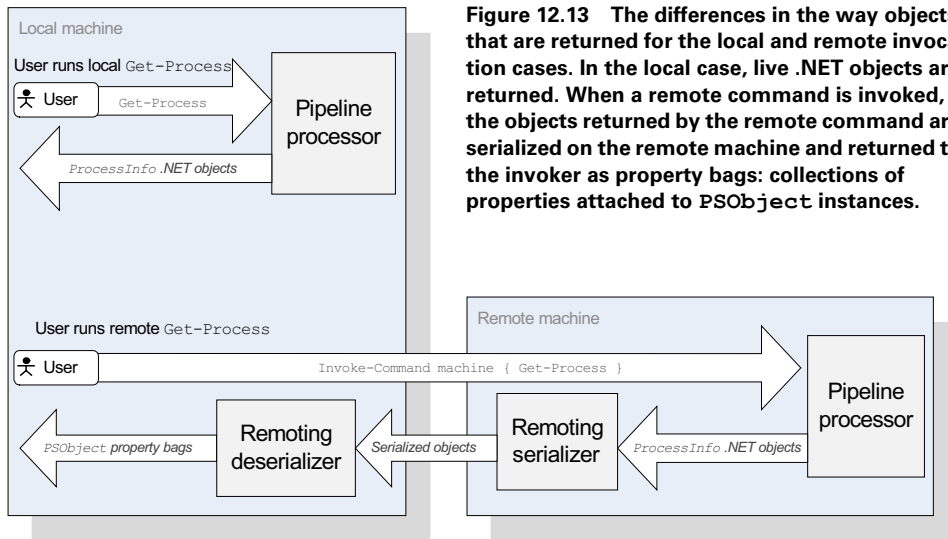 Local machine
User runs local Get-Process
User
Get-Process
Pipeline
processor
ProcessInfo .NET objects
Figure 12.13 The differences in the way object
that are returned for the local and remote invoc
tion cases. In the local case, live .NET objects ar
returned. When a remote command is invoked,
the objects returned by the remote command ar
serialized on the remote machine and returned t
the invoker as property bags: collections of
properties attached to PSObject instances.
User runs remote Get-Process
User
Invoke-Command machine { Get-Process }
Remote machine
Pipeline
processor
PSObject property bags
Remoting
deserializer
Serialized objects
Remoting
serializer
ProcessInfo .NET objects